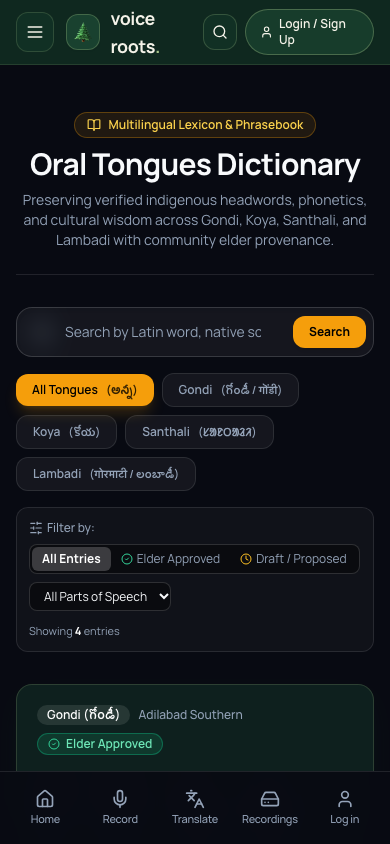 voice
roots.
Login / Sign
Up
Multilingual Lexicon & Phrasebook
Oral Tongues Dictionary
Preserving verified indigenous headwords, phonetics,
and cultural wisdom across Gondi, Koya, Santhali, and
Lambadi with community elder provenance.
Search by Latin word, native sc
Search
All Tongues (అన్న)
Gondi (గోండీ / गोंडी)
Koya (కోయ)
Santhali
Lambadi (गोरमाटी / లంబాడీ)
Filter by:
All Entries
Elder Approved
Draft / Proposed
All Parts of Speech
Showing 4 entries
Gondi (గోండీ)
Adilabad Southern
Elder Approved
Home
Record
Translate
Recordings
Log in